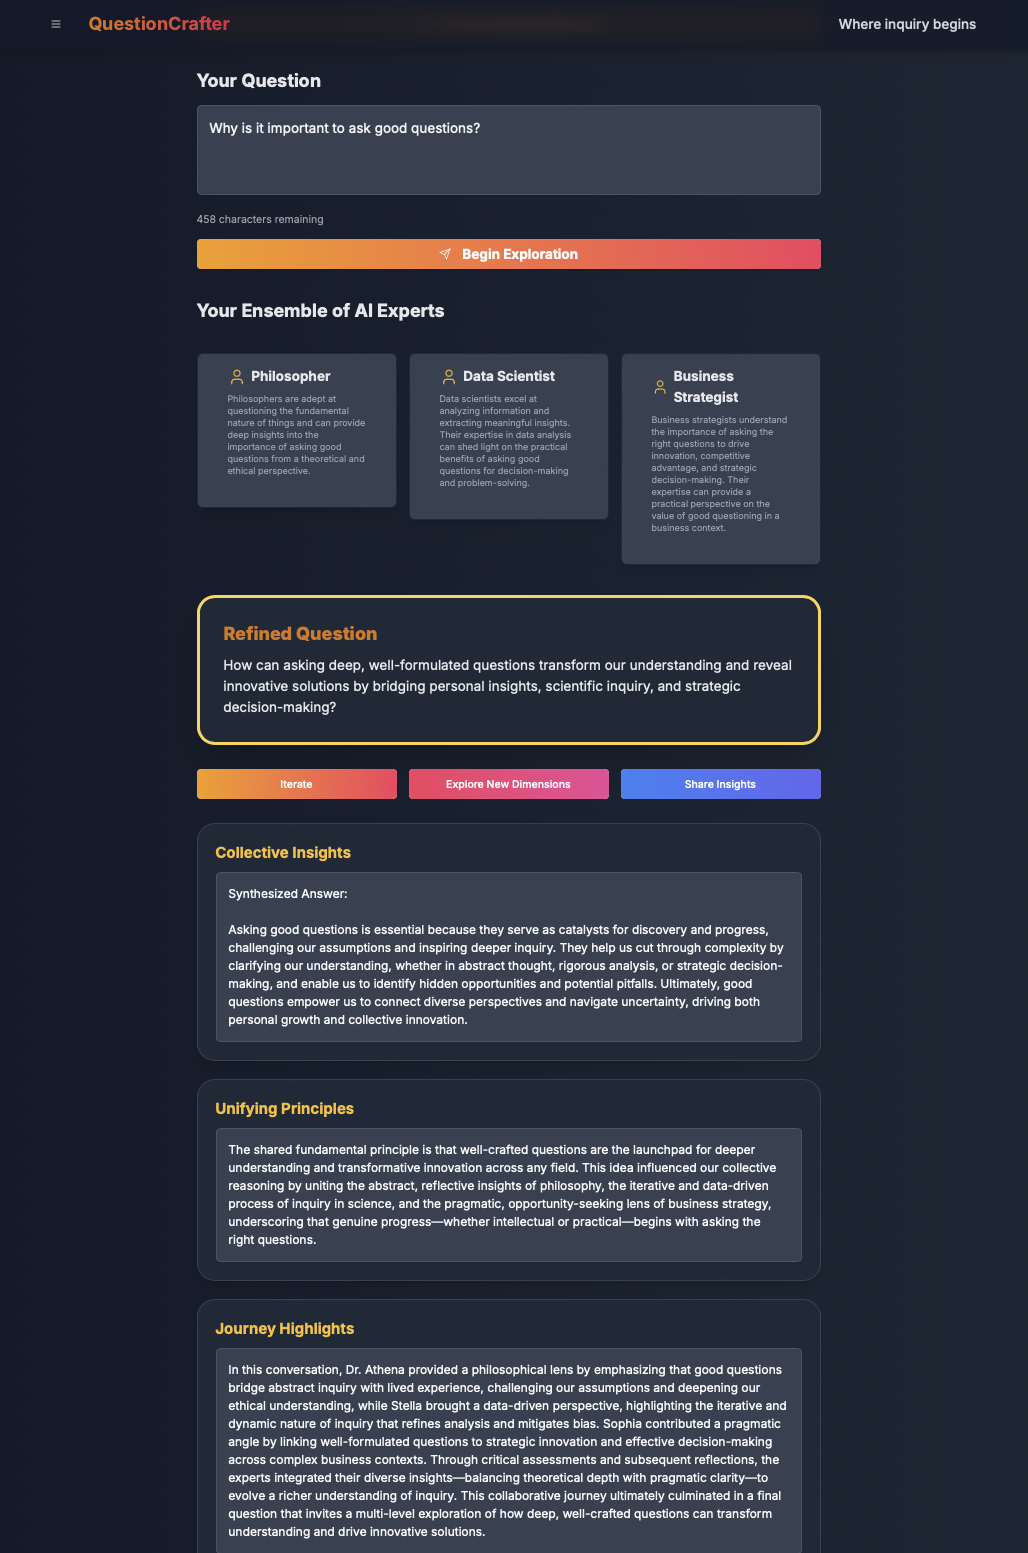 QuestionCrafter
Where inquiry begins
Your Question
Why is it important to ask good questions?
458 characters remaining
Begin Exploration
Your Ensemble of AI Experts
Philosopher
Philosophers are adept at
questioning the fundamental
nature of things and can provide
deep insights into the
importance of asking good
questions from a theoretical and
ethical perspective.
Data Scientist
Data scientists excel at
analyzing information and
extracting meaningful insights.
Their expertise in data analysis
can shed light on the practical
benefits of asking good
questions for decision-making
and problem-solving.
Business
Strategist
Business strategists understand
the importance of asking the
right questions to drive
innovation, competitive
advantage, and strategic
decision-making. Their
expertise can provide a
practical perspective on the
value of good questioning in a
business context.
Refined Question
How can asking deep, well-formulated questions transform our understanding and reveal
innovative solutions by bridging personal insights, scientific inquiry, and strategic
decision-making?
Iterate
Explore New Dimensions
Share Insights
Collective Insights
Synthesized Answer:
Asking good questions is essential because they serve as catalysts for discovery and progress,
challenging our assumptions and inspiring deeper inquiry. They help us cut through complexity by
clarifying our understanding, whether in abstract thought, rigorous analysis, or strategic decision-
making, and enable us to identify hidden opportunities and potential pitfalls. Ultimately, good
questions empower us to connect diverse perspectives and navigate uncertainty, driving both
personal growth and collective innovation.
Unifying Principles
The shared fundamental principle is that well-crafted questions are the launchpad for deeper
understanding and transformative innovation across any field. This idea influenced our collective
reasoning by uniting the abstract, reflective insights of philosophy, the iterative and data-driven
process of inquiry in science, and the pragmatic, opportunity-seeking lens of business strategy,
underscoring that genuine progress—whether intellectual or practical—begins with asking the
right questions.
Journey Highlights
In this conversation, Dr. Athena provided a philosophical lens by emphasizing that good questions
bridge abstract inquiry with lived experience, challenging our assumptions and deepening our
ethical understanding, while Stella brought a data-driven perspective, highlighting the iterative and
dynamic nature of inquiry that refines analysis and mitigates bias. Sophia contributed a pragmatic
angle by linking well-formulated questions to strategic innovation and effective decision-making
across complex business contexts. Through critical assessments and subsequent reflections, the
experts integrated their diverse insights—balancing theoretical depth with pragmatic clarity—to
evolve a richer understanding of inquiry. This collaborative journey ultimately culminated in a final
question that invites a multi-level exploration of how deep, well-crafted questions can transform
understanding and drive innovative solutions.